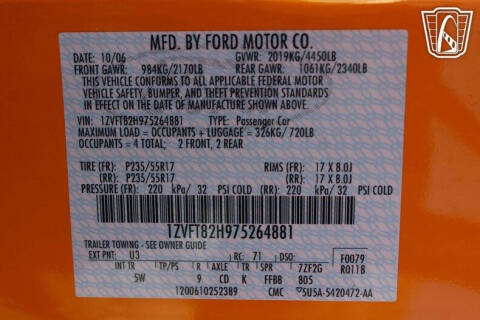 MFD. BY FORD MOTOR CO.
10/06 GVWR: 2019KG/4450LB
FRONT GAWR: 984KG/2170LB REAR GAWR: 1061KG/2340LB
THIS VEHICLE CONFORMS TO ALL APPLICABLE FEDERAL MOTOR
VEHICLE SAFETY, BUMPER, AND THEFT PREVENTION STANDARDS
IN EFFECT ON THE DATE OF MANUFACTURE SHOWN ABOVE.
VIN: 1ZVFT82H975264881 TYPE: Passenger Car
MAXIMUM LOAD = OCCUPANTS + LUGGAGE = 326KG/720LB
OCCUPANTS = 4 TOTAL; 2 FRONT, 2 REAR
TIRE (FR): P235/55R17 RIMS (FR): 17 X 8.0J
(RR): P235/55R17 (RR): 17 X 8.0J
PRESSURE (FR): 220 kPa/ 32 PSI COLD (RR): 220 kPa/ 32 PSI COLD
1ZVFT82H975264881
TRAILER TOWING - SEE OWNER GUIDE
EXT PNT: U3 RC: 71 DSO: F0079
INT TR TP/PS R AXLE TR SPR 7ZF2G R0118
5W 9 CD K FFBB 805
1200610252389 CMC 5U5A-5420472-AA